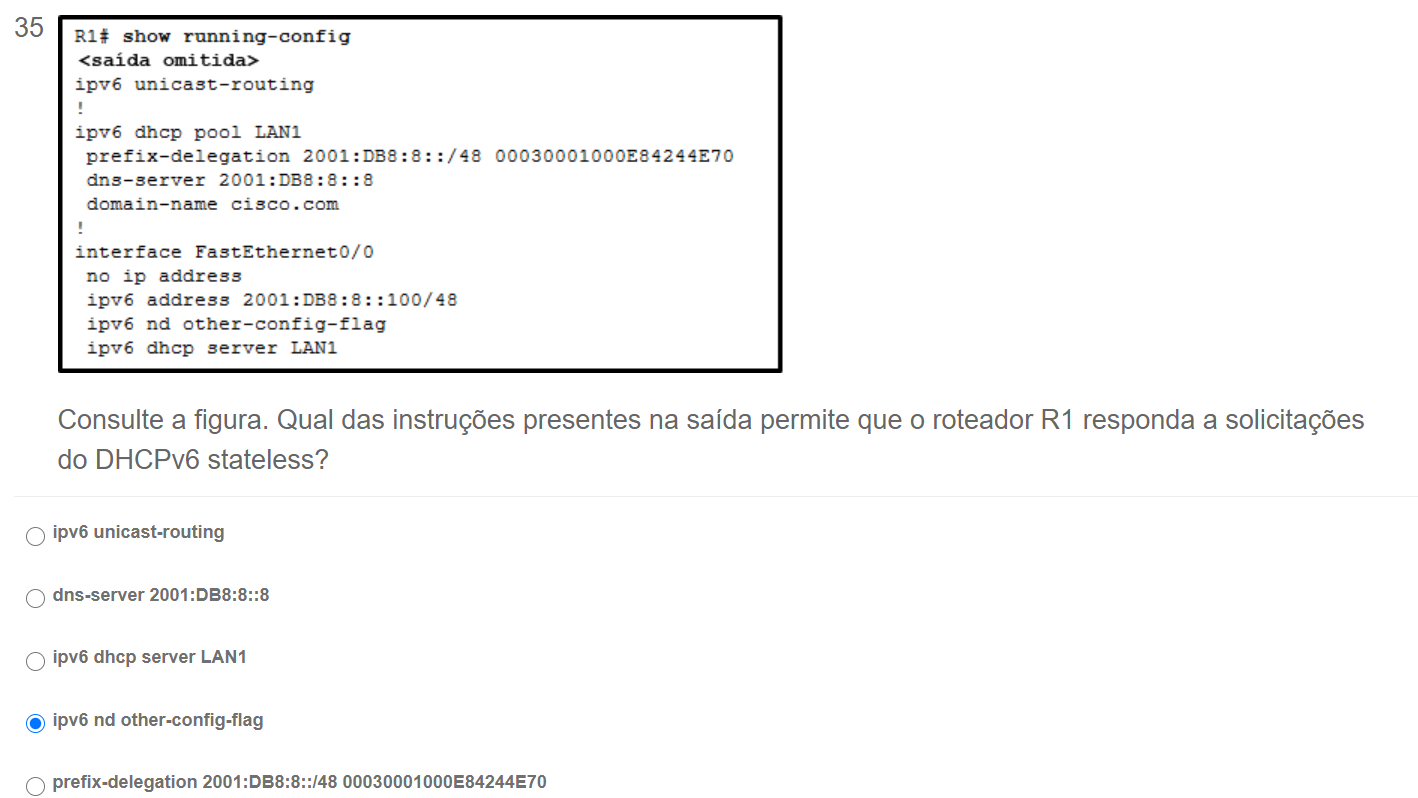 35
R1# show running-config
<saída omitida>
ipv6 unicast-routing
!
ipv6 dhcp pool LAN1
prefix-delegation 2001:DB8:8::/48 00030001000E84244E70
dns-server 2001:DB8:8::8
domain-name cisco.com
!
interface FastEthernet0/0
no ip address
ipv6 address 2001:DB8:8::100/48
ipv6 nd other-config-flag
ipv6 dhcp server LAN1
Consulte a figura. Qual das instruções presentes na saída permite que o roteador R1 responda a solicitações
do DHCPv6 stateless?
ipv6 unicast-routing
dns-server 2001:DB8:8::8
ipv6 dhcp server LAN1
ipv6 nd other-config-flag
prefix-delegation 2001:DB8:8::/48 00030001000E84244E70